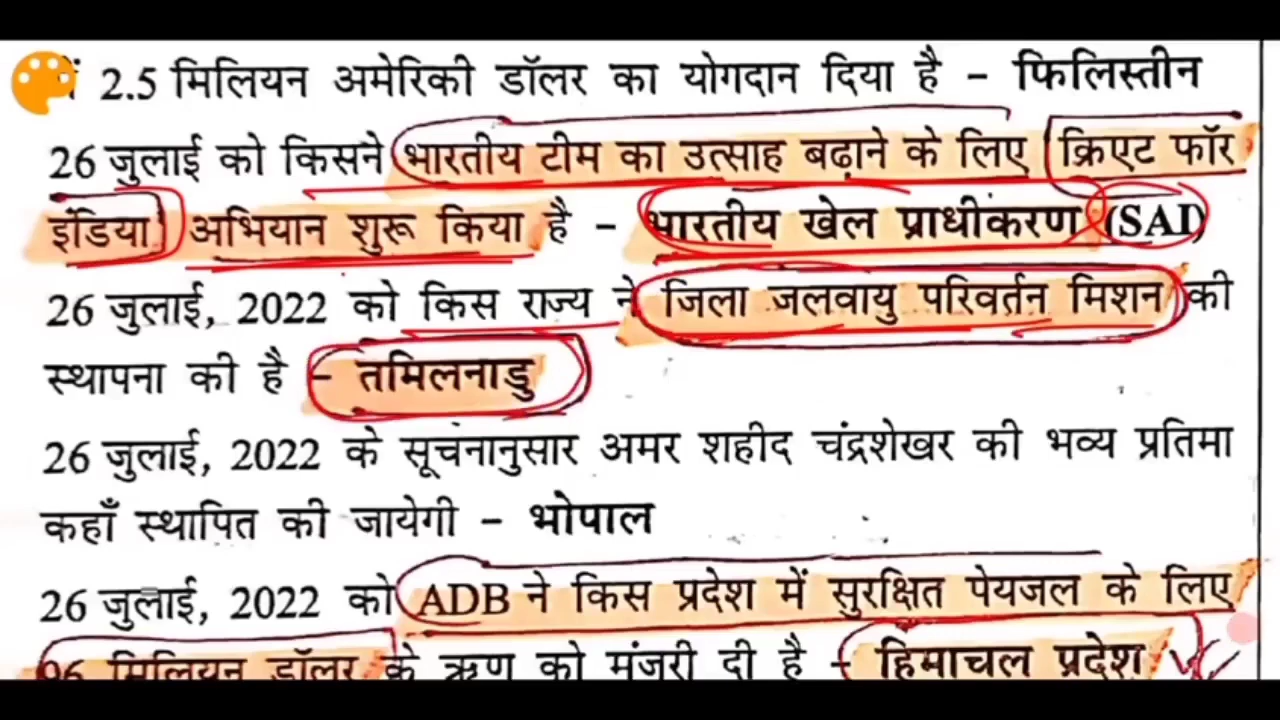 में 2.5 मिलियन अमेरिकी डॉलर का योगदान दिया है – फिलिस्तीन
26 जुलाई को किसने भारतीय टीम का उत्साह बढ़ाने के लिए क्रिएट फॉर
इंडिया अभियान शुरू किया है – भारतीय खेल प्राधीकरण (SAI)
26 जुलाई, 2022 को किस राज्य ने जिला जलवायु परिवर्तन मिशन की
स्थापना की है – तमिलनाडु
26 जुलाई, 2022 के सूचनानुसार अमर शहीद चंद्रशेखर की भव्य प्रतिमा
कहाँ स्थापित की जायेगी – भोपाल
26 जुलाई, 2022 को ADB ने किस प्रदेश में सुरक्षित पेयजल के लिए
96 मिलियन डॉलर के ऋण को मंजूरी दी है – हिमाचल प्रदेश